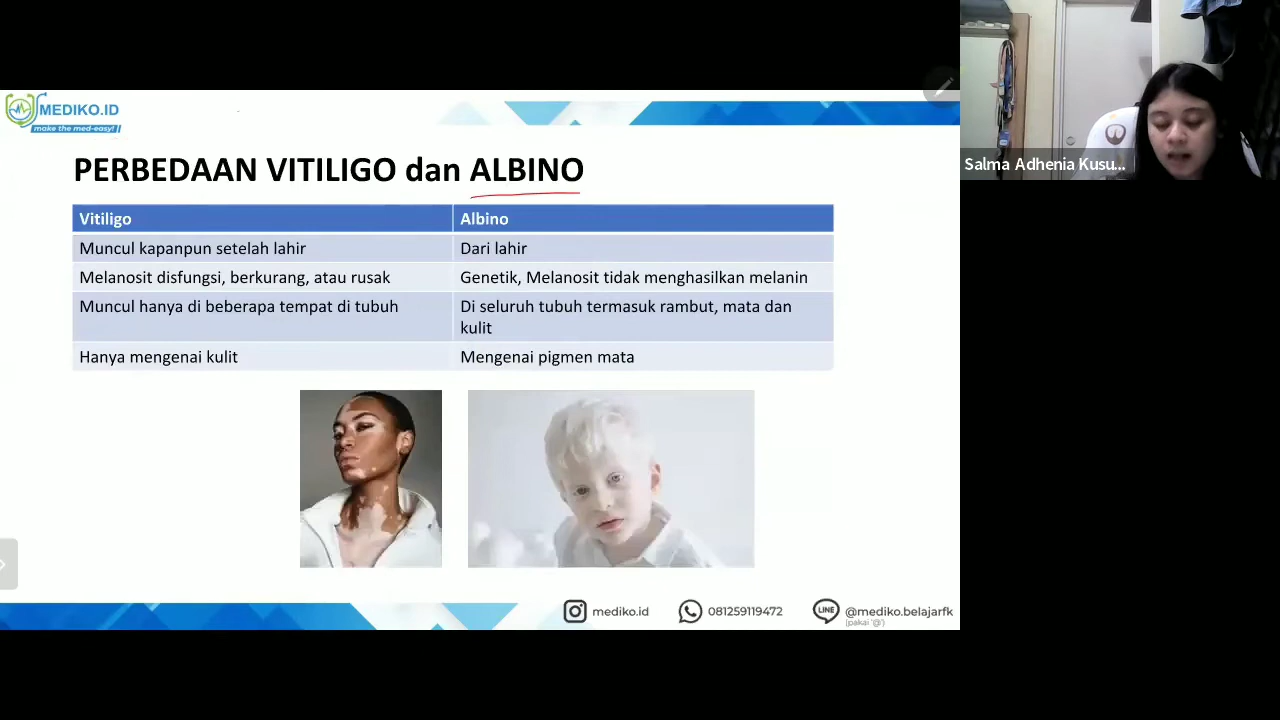 MEDIKO.ID
make the med-easy!
PERBEDAAN VITILIGO dan ALBINO
Vitiligo
Albino
Muncul kapanpun setelah lahir
Dari lahir
Melanosit disfungsi, berkurang, atau rusak
Genetik, Melanosit tidak menghasilkan melanin
Muncul hanya di beberapa tempat di tubuh
Di seluruh tubuh termasuk rambut, mata dan
kulit
Hanya mengenai kulit
Mengenai pigmen mata
mediko.id
081259119472
LINE
@mediko.belajarfk
(pakai '@')
Salma Adhenia Kusu...